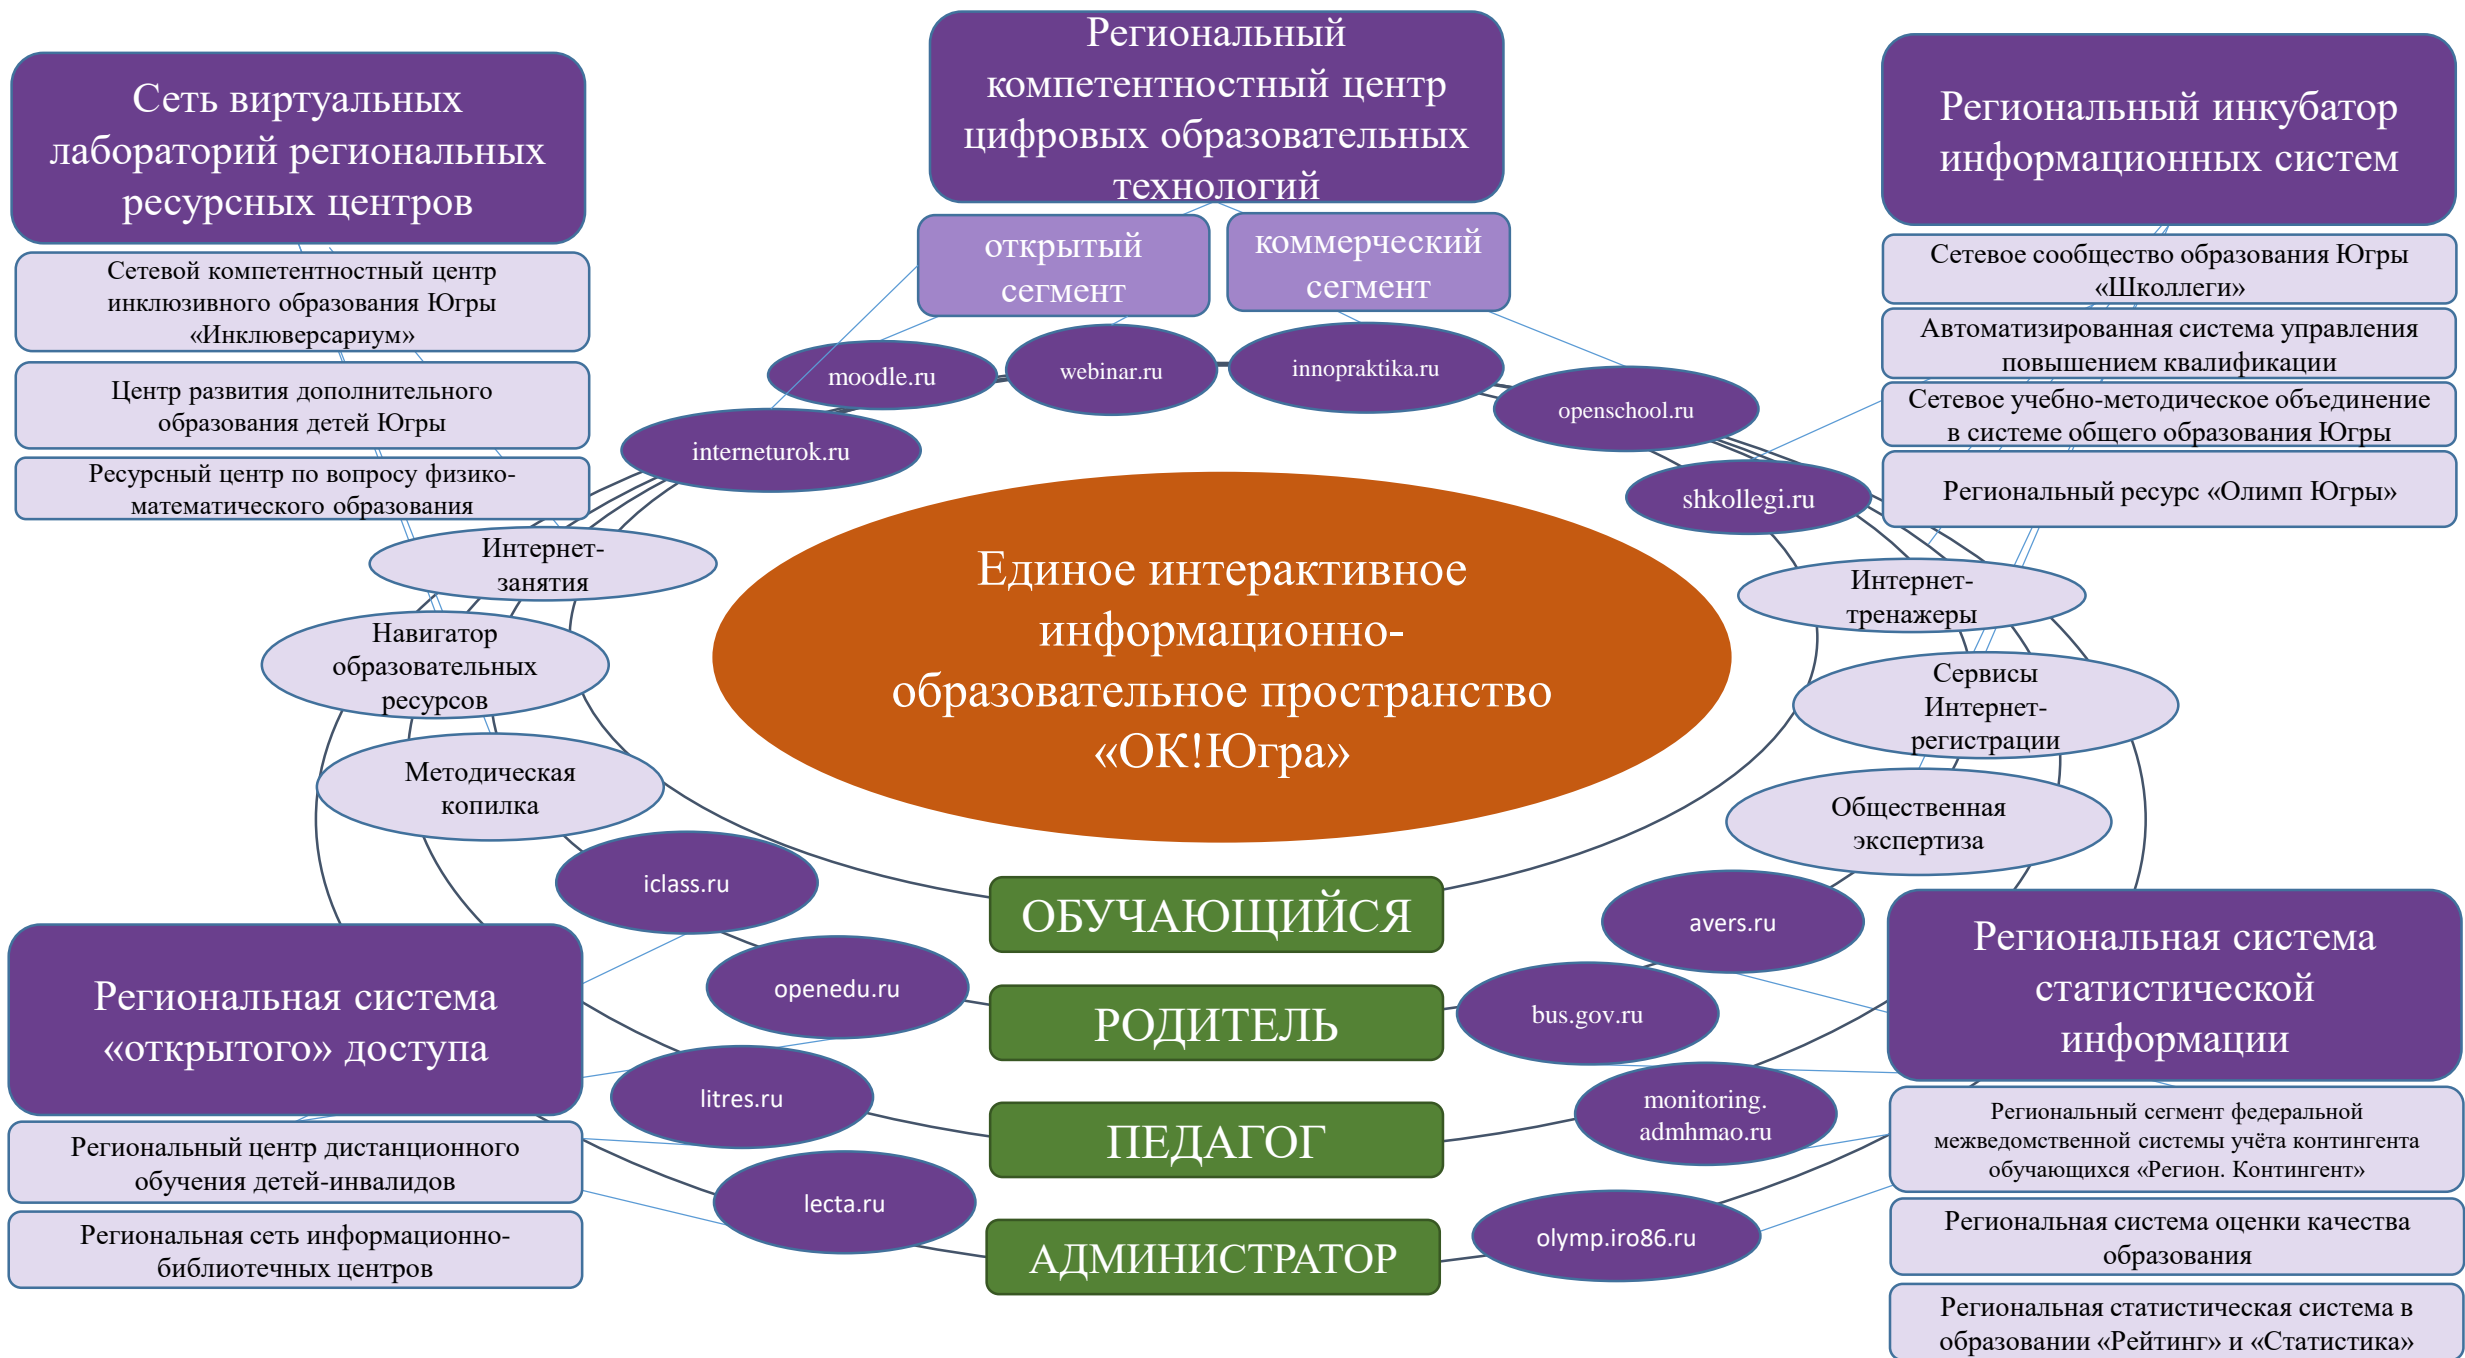 Сеть виртуальных
лабораторий региональных
ресурсных центров
Сетевой компетентностный центр
инклюзивного образования Югры
«Инклюверсариум»
Центр развития дополнительного
образования детей Югры
Ресурсный центр по вопросу физико-
математического образования
Региональный
компетентностный центр
цифровых образовательных
технологий
открытый
сегмент
коммерческий
сегмент
Региональный инкубатор
информационных систем
Сетевое сообщество образования Югры
«Школлеги»
Автоматизированная система управления
повышением квалификации
Сетевое учебно-методическое объединение
в системе общего образования Югры
Региональный ресурс «Олимп Югры»
moodle.ru
webinar.ru
innopraktika.ru
openschool.ru
interneturok.ru
shkollegi.ru
Интернет-
занятия
Навигатор
образовательных
ресурсов
Методическая
копилка
Единое интерактивное
информационно-
образовательное пространство
«ОК!Югра»
Интернет-
тренажеры
Сервисы
Интернет-
регистрации
Общественная
экспертиза
iclass.ru
openedu.ru
litres.ru
lecta.ru
ОБУЧАЮЩИЙСЯ
РОДИТЕЛЬ
ПЕДАГОГ
АДМИНИСТРАТОР
avers.ru
bus.gov.ru
monitoring.
admhmao.ru
olymp.iro86.ru
Региональная система
«открытого» доступа
Региональный центр дистанционного
обучения детей-инвалидов
Региональная сеть информационно-
библиотечных центров
Региональная система
статистической
информации
Региональный сегмент федеральной
межведомственной системы учёта контингента
обучающихся «Регион. Контингент»
Региональная система оценки качества
образования
Региональная статистическая система в
образовании «Рейтинг» и «Статистика»